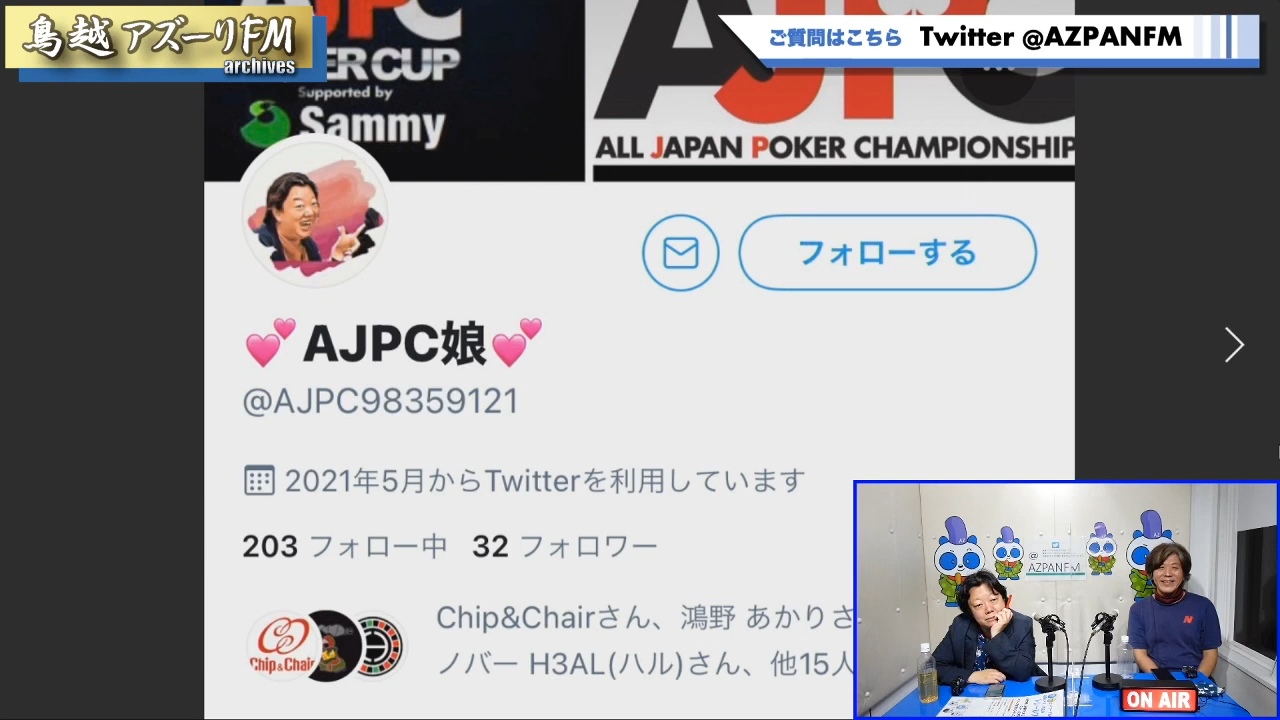 鳥越アズーリFM
archives
ご質問はこちら Twitter @AZPANFM
AJPC
ER CUP
Supported by
Sammy
AJPC
ALL JAPAN POKER CHAMPIONSHIP
フォローする
💕AJPC娘💕
@AJPC98359121
2021年5月からTwitterを利用しています
203 フォロー中 32 フォロワー
Chip&Chairさん、鴻野 あかりさ
ノバー H3AL(ハル)さん、他15人
Chip&Chair
@
AZPANFM
N
ON AIR